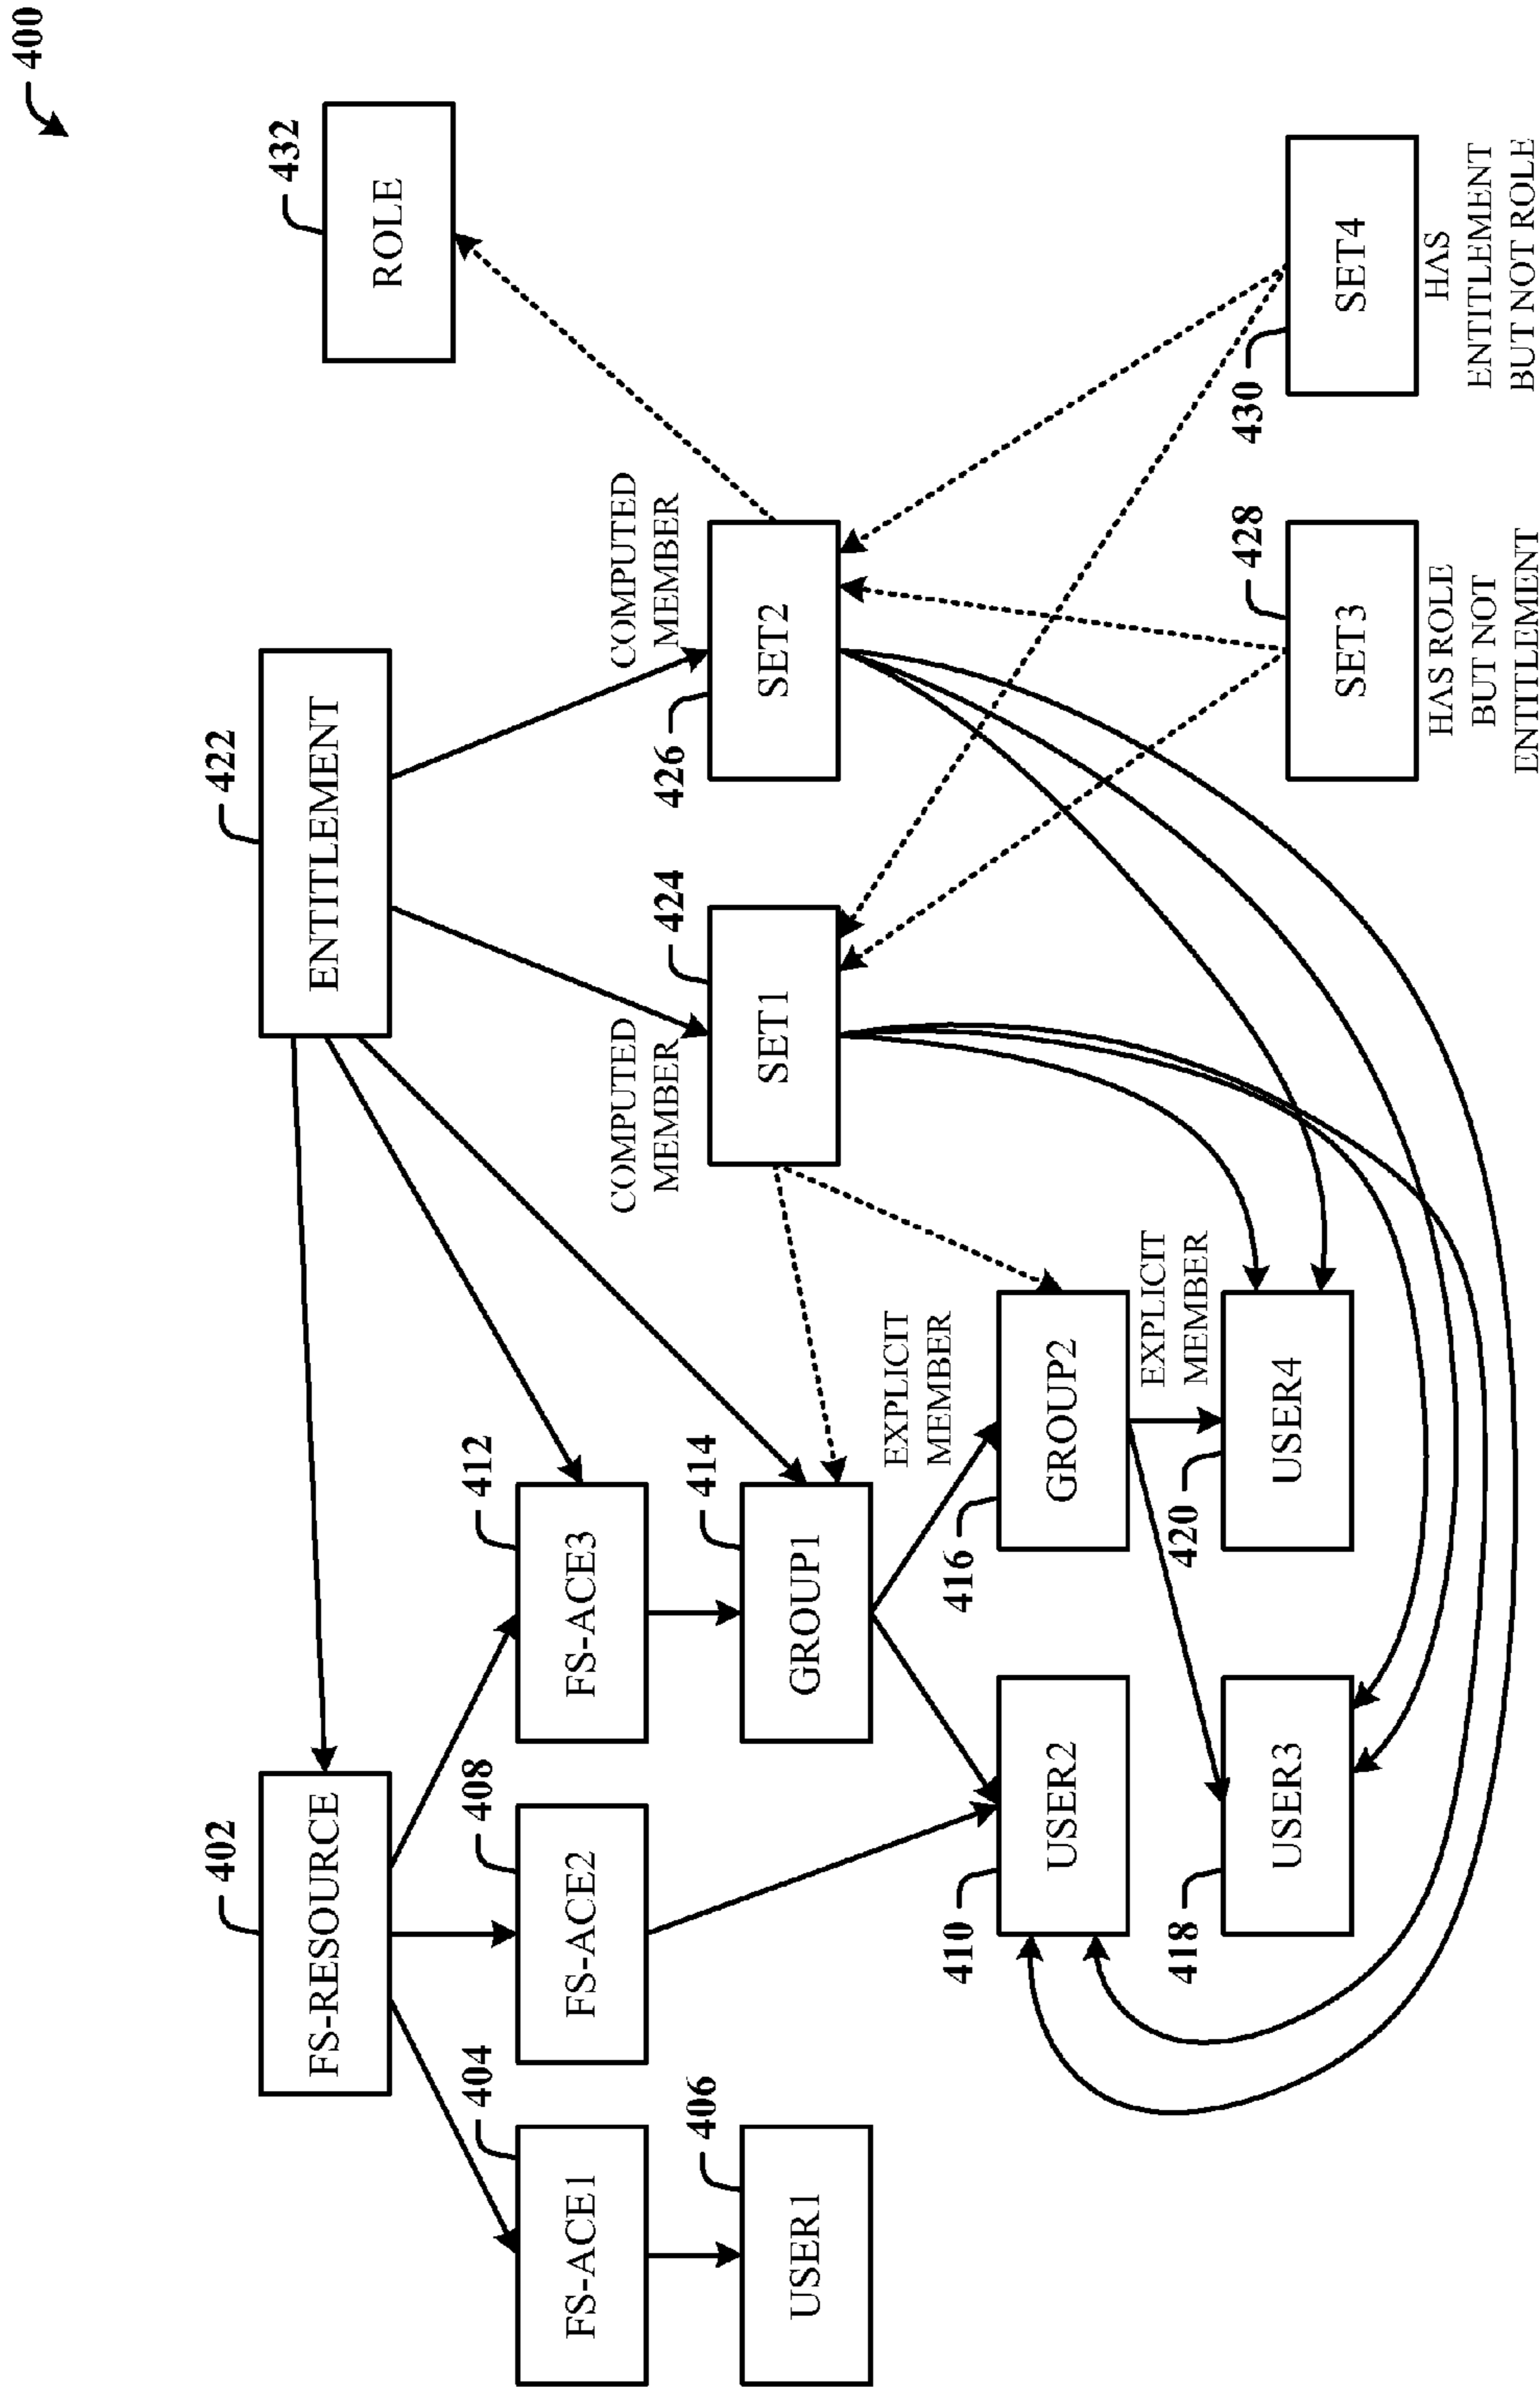 400
402
FS-RESOURCE
422
ENTITLEMENT
432
ROLE
404
FS-ACE1
408
FS-ACE2
412
FS-ACE3
COMPUTED
MEMBER
COMPUTED
MEMBER
406
USER1
414
GROUP1
424
SET1
426
SET2
EXPLICIT
MEMBER
410
USER2
416
GROUP2
EXPLICIT
MEMBER
418
USER3
420
USER4
428
SET3
HAS ROLE
BUT NOT
ENTITLEMENT
430
SET4
HAS
ENTITLEMENT
BUT NOT ROLE